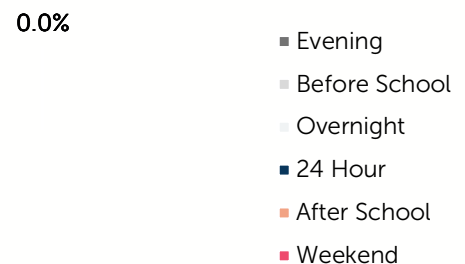 0.0%
Evening
Before School
Overnight
24 Hour
After School
Weekend